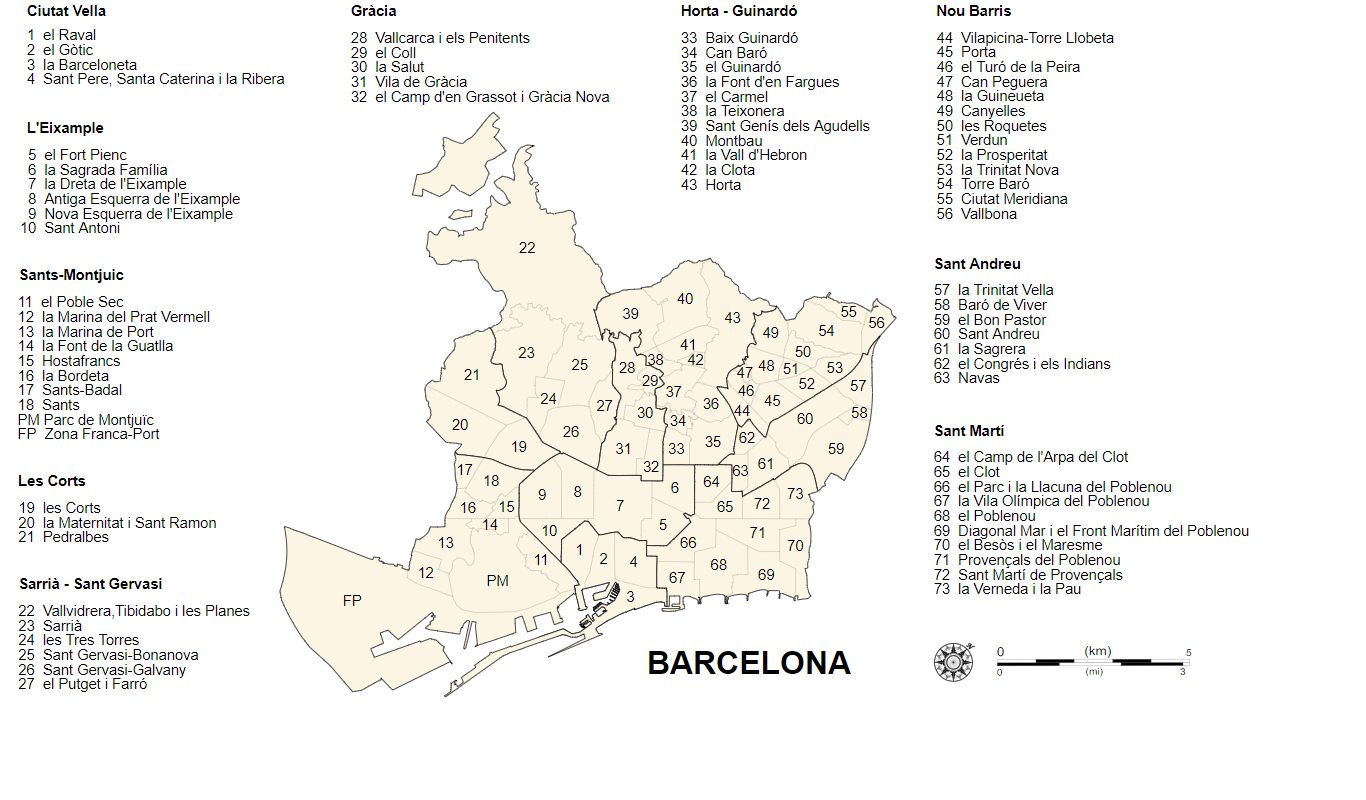 Ciutat Vella
1 el Raval
2 el Gòtic
3 la Barceloneta
4 Sant Pere, Santa Caterina i la Ribera
L'Eixample
5 el Fort Pienc
6 la Sagrada Família
7 la Dreta de l'Eixample
8 Antiga Esquerra de l'Eixample
9 Nova Esquerra de l'Eixample
10 Sant Antoni
Sants-Montjuic
11 el Poble Sec
12 la Marina del Prat Vermell
13 la Marina de Port
14 la Font de la Guatlla
15 Hostafrancs
16 la Bordeta
17 Sants-Badal
18 Sants
PM Parc de Montjuïc
FP Zona Franca-Port
Les Corts
19 les Corts
20 la Maternitat i Sant Ramon
21 Pedralbes
Sarrià - Sant Gervasi
22 Vallvidrera,Tibidabo i les Planes
23 Sarrià
24 les Tres Torres
25 Sant Gervasi-Bonanova
26 Sant Gervasi-Galvany
27 el Putget i Farró
Gràcia
28 Vallcarca i els Penitents
29 el Coll
30 la Salut
31 Vila de Gràcia
32 el Camp d'en Grassot i Gràcia Nova
Horta - Guinardó
33 Baix Guinardó
34 Can Baró
35 el Guinardó
36 la Font d'en Fargues
37 el Carmel
38 la Teixonera
39 Sant Genís dels Agudells
40 Montbau
41 la Vall d'Hebron
42 la Clota
43 Horta
Nou Barris
44 Vilapicina-Torre Llobeta
45 Porta
46 el Turó de la Peira
47 Can Peguera
48 la Guineueta
49 Canyelles
50 les Roquetes
51 Verdun
52 la Prosperitat
53 la Trinitat Nova
54 Torre Baró
55 Ciutat Meridiana
56 Vallbona
Sant Andreu
57 la Trinitat Vella
58 Baró de Viver
59 el Bon Pastor
60 Sant Andreu
61 la Sagrera
62 el Congrés i els Indians
63 Navas
Sant Martí
64 el Camp de l'Arpa del Clot
65 el Clot
66 el Parc i la Llacuna del Poblenou
67 la Vila Olímpica del Poblenou
68 el Poblenou
69 Diagonal Mar i el Front Marítim del Poblenou
70 el Besòs i el Maresme
71 Provençals del Poblenou
72 Sant Martí de Provençals
73 la Verneda i la Pau
22
40
39
43
55
56
54
49
41
50
23
25
38
42
28
48
51
53
47
21
29
52
57
37
46
24
27
36
45
30
44
58
34
60
20
26
62
35
19
31
33
59
32
61
17
63
18
64
6
9
8
73
16
15
7
65
72
14
5
10
71
13
66
70
1
11
2
4
68
12
PM
67
69
3
FP
BARCELONA
0 (km) 5
0 (mi) 3